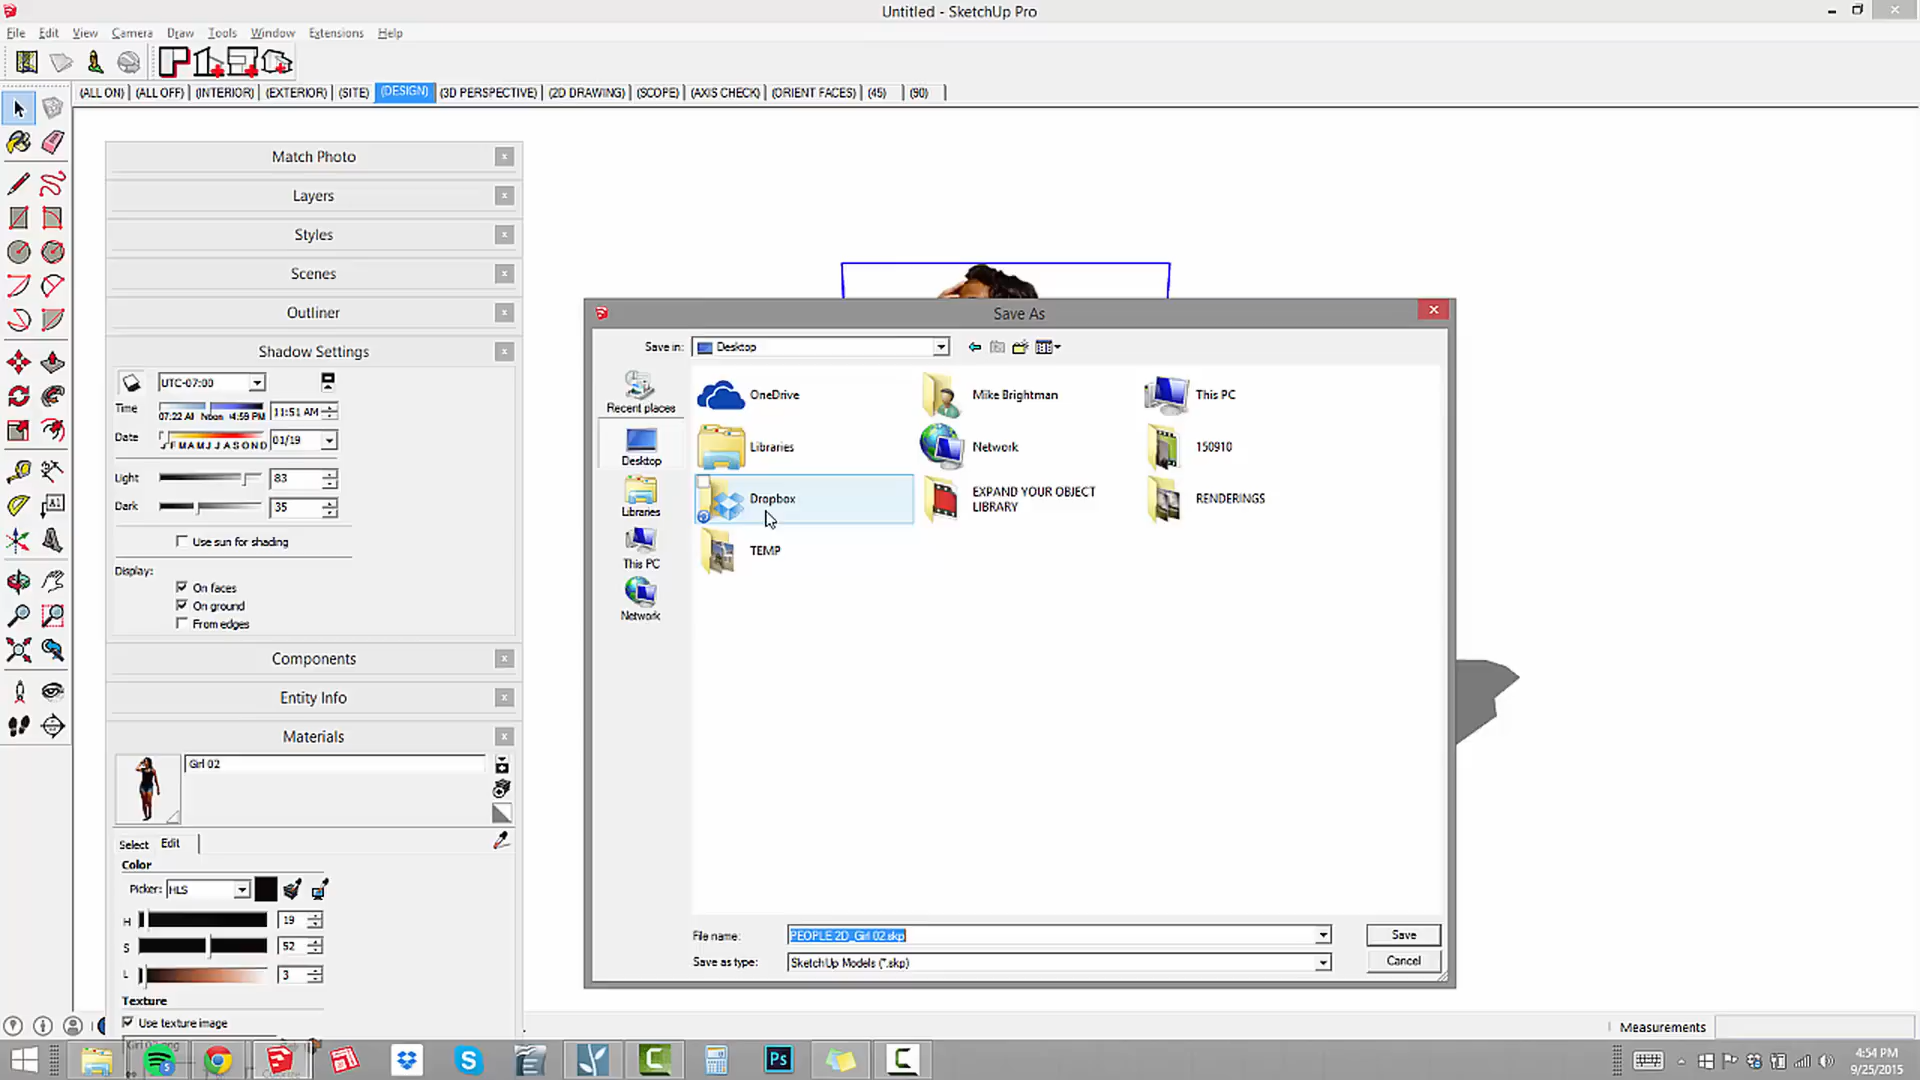 Untitled - SketchUp Pro
File Edit View Camera Draw Tools Window Extensions Help
(ALL ON) (ALL OFF) (INTERIOR) (EXTERIOR) (SITE) (DESIGN) (3D PERSPECTIVE) (2D DRAWING) (SCOPE) (AXIS CHECK) (ORIENT FACES) (45) (90)
Match Photo
Layers
Styles
Scenes
Outliner
Shadow Settings
UTC-07:00
Time 07:22 AM Noon 4:59 PM 11:51 AM
Date J F M A M J J A S O N D 01/19
Light 83
Dark 35
Use sun for shading
Display:
On faces
On ground
From edges
Components
Entity Info
Materials
Girl 02
Select Edit
Color
Picker: HLS
H 19
S 52
L 3
Texture
Use texture image
Save As
Save in: Desktop
Recent places
Desktop
Libraries
This PC
Network
OneDrive Mike Brightman This PC
Libraries Network 150910
Dropbox EXPAND YOUR OBJECT
LIBRARY RENDERINGS
TEMP
File name: PEOPLE 2D_Girl 02.skp Save
Save as type: SketchUp Models (*.skp) Cancel
Measurements
Ps
4:54 PM
9/25/2015